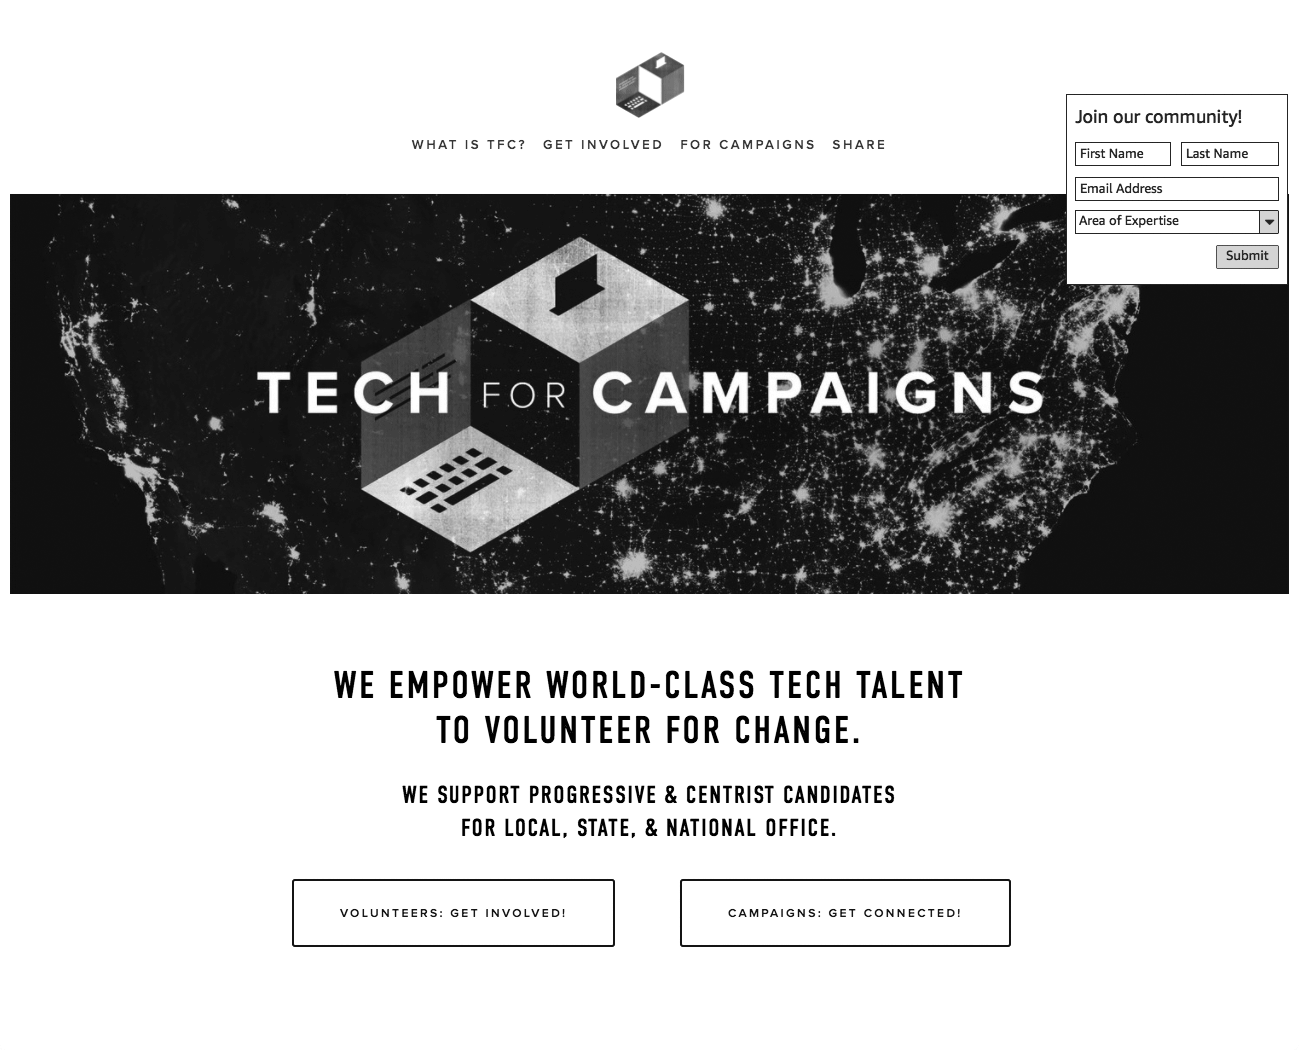 WHAT IS TFC? GET INVOLVED FOR CAMPAIGNS SHARE
Join our community!
First Name Last Name
Email Address
Area of Expertise
Submit
TECH FOR CAMPAIGNS
WE EMPOWER WORLD-CLASS TECH TALENT
TO VOLUNTEER FOR CHANGE.
WE SUPPORT PROGRESSIVE & CENTRIST CANDIDATES
FOR LOCAL, STATE, & NATIONAL OFFICE.
VOLUNTEERS: GET INVOLVED! CAMPAIGNS: GET CONNECTED!